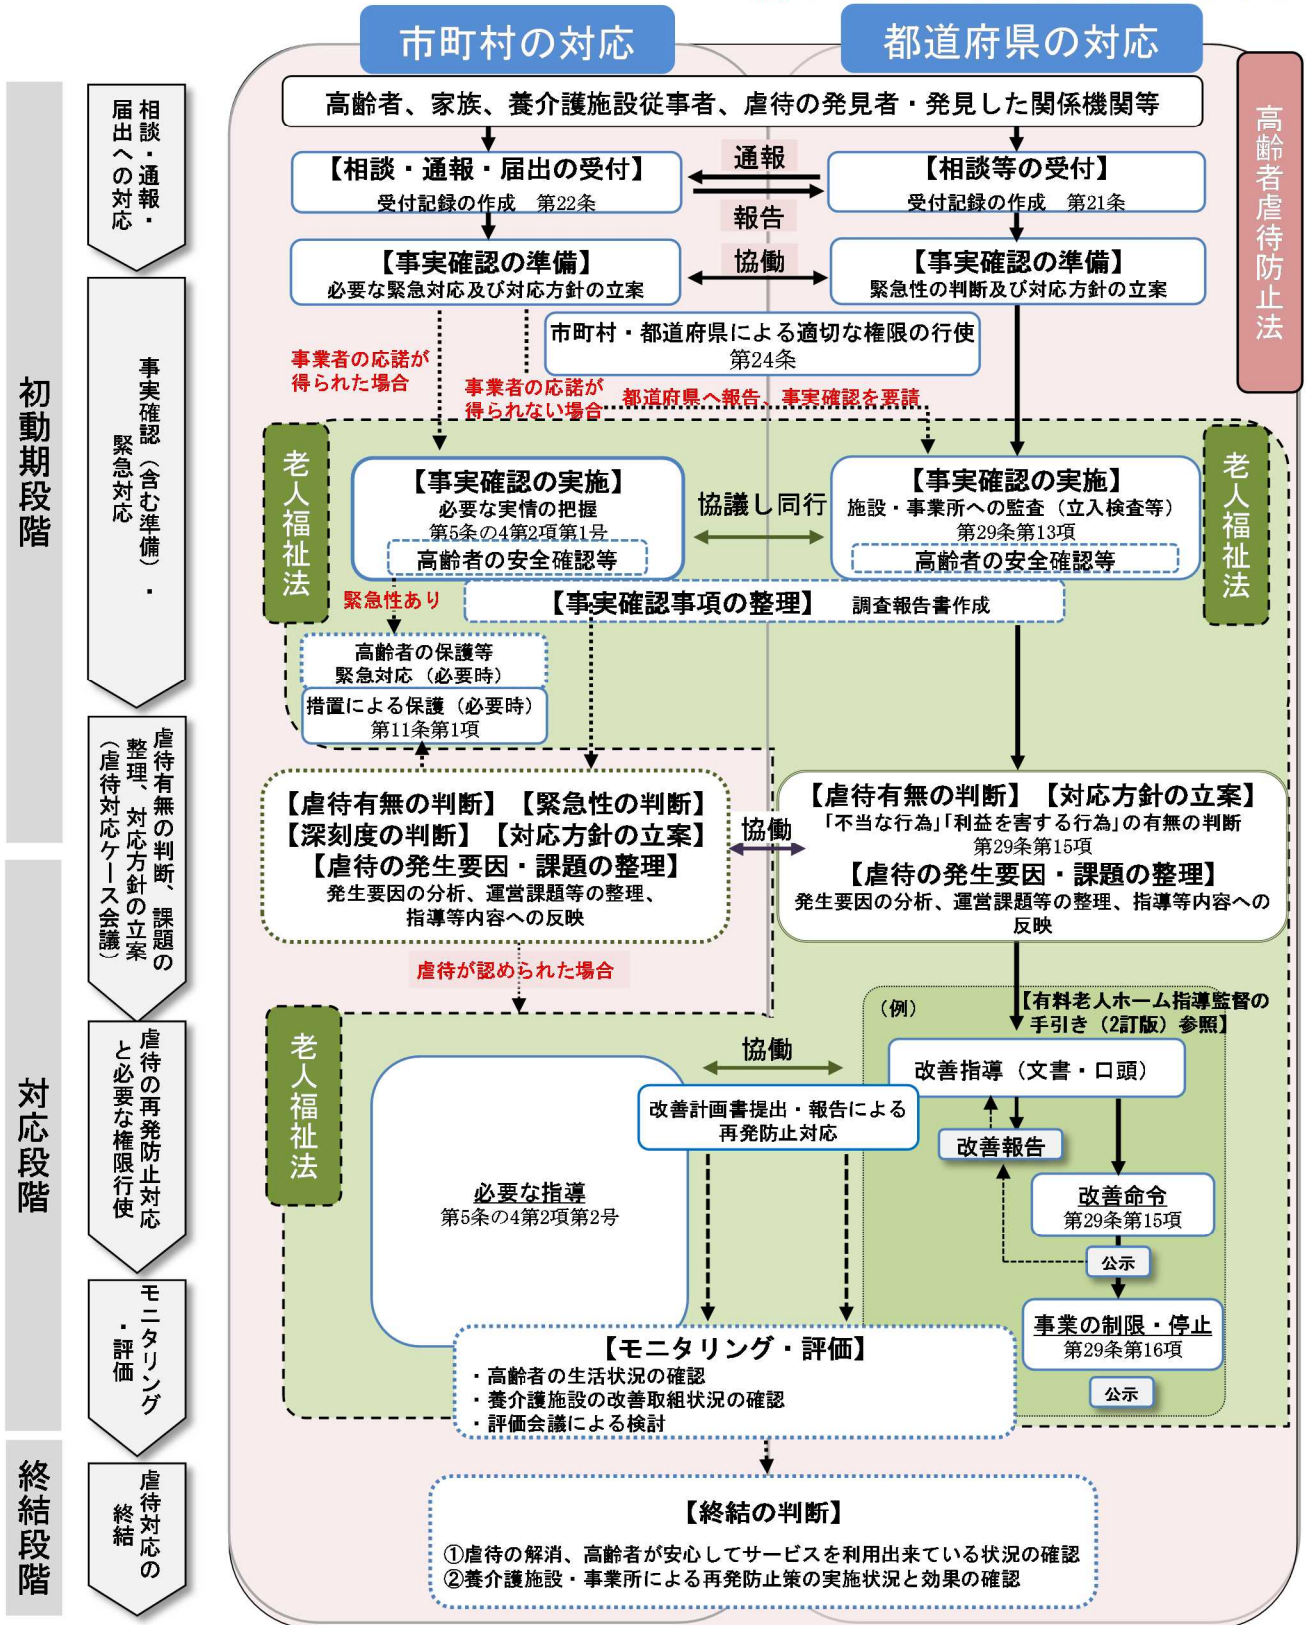 市町村の対応
都道府県の対応
高齢者虐待防止法
高齢者、家族、養介護施設従事者、虐待の発見者・発見した関係機関等
初動期段階
相談・通報・
届出への対応
【相談・通報・届出の受付】
受付記録の作成　第22条
通報
報告
【相談等の受付】
受付記録の作成　第21条
事実確認（含む準備）・
緊急対応
【事実確認の準備】
必要な緊急対応及び対応方針の立案
協働
【事実確認の準備】
緊急性の判断及び対応方針の立案
市町村・都道府県による適切な権限の行使
第24条
事業者の応諾が
得られた場合
事業者の応諾が
得られない場合
都道府県へ報告、事実確認を要請
老人福祉法
【事実確認の実施】
必要な実情の把握
第5条の4第2項第1号
高齢者の安全確認等
協議し同行
【事実確認の実施】
施設・事業所への監査（立入検査等）
第29条第13項
高齢者の安全確認等
老人福祉法
緊急性あり
【事実確認事項の整理】　調査報告書作成
高齢者の保護等
緊急対応（必要時）
措置による保護（必要時）
第11条第1項
虐待有無の判断、課題の
整理、対応方針の立案
（虐待対応ケース会議）
【虐待有無の判断】【緊急性の判断】
【深刻度の判断】【対応方針の立案】
【虐待の発生要因・課題の整理】
発生要因の分析、運営課題等の整理、
指導等内容への反映
協働
【虐待有無の判断】【対応方針の立案】
「不当な行為」「利益を害する行為」の有無の判断
第29条第15項
【虐待の発生要因・課題の整理】
発生要因の分析、運営課題等の整理、指導等内容への
反映
虐待が認められた場合
対応段階
虐待の再発防止対応
と必要な権限行使
老人福祉法
必要な指導
第5条の4第2項第2号
協働
改善計画書提出・報告による
再発防止対応
（例）
【有料老人ホーム指導監督の
手引き（2訂版）参照】
改善指導（文書・口頭）
改善報告
改善命令
第29条第15項
公示
事業の制限・停止
第29条第16項
公示
モニタリング
・評価
【モニタリング・評価】
・高齢者の生活状況の確認
・養介護施設の改善取組状況の確認
・評価会議による検討
終結段階
虐待対応の
終結
【終結の判断】
①虐待の解消、高齢者が安心してサービスを利用出来ている状況の確認
②養介護施設・事業所による再発防止策の実施状況と効果の確認